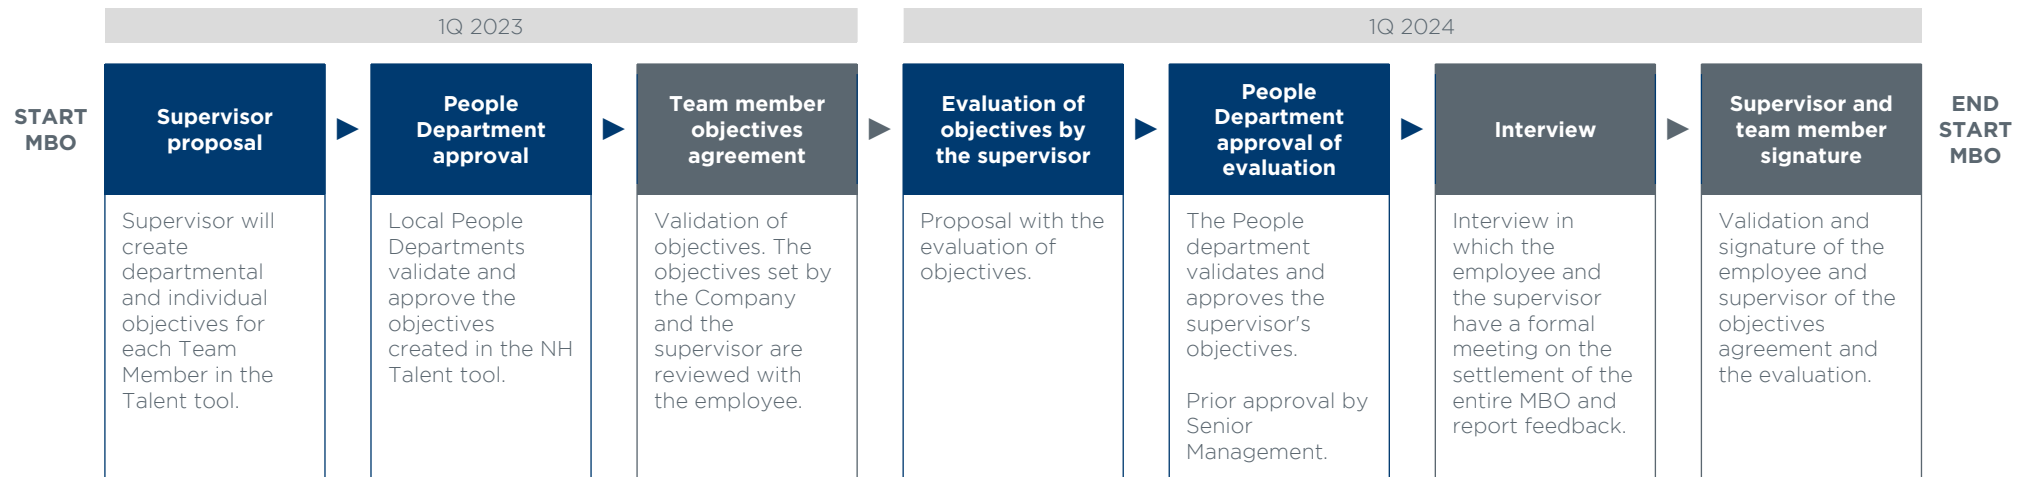 1Q 2023
1Q 2024
START
MBO
Supervisor
proposal
People
Department
approval
Team member
objectives
agreement
Evaluation of
objectives by
the supervisor
People
Department
approval of
evaluation
Interview
Supervisor and
team member
signature
END
START
MBO
Supervisor will
create
departmental
and individual
objectives for
each Team
Member in the
Talent tool.
Local People
Departments
validate and
approve the
objectives
created in the NH
Talent tool.
Validation of
objectives. The
objectives set by
the Company
and the
supervisor are
reviewed with
the employee.
Proposal with the
evaluation of
objectives.
The People
department
validates and
approves the
supervisor's
objectives.
Prior approval by
Senior
Management.
Interview in
which the
employee and
the supervisor
have a formal
meeting on the
settlement of the
entire MBO and
report feedback.
Validation and
signature of the
employee and
supervisor of the
objectives
agreement and
the evaluation.